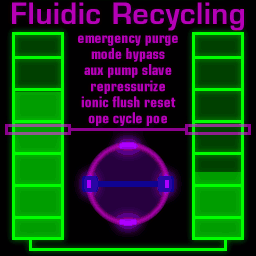 Fluidic Recycling
emergency purge
mode bypass
aux pump slave
repressurize
ionic flush reset
ope cycle poe